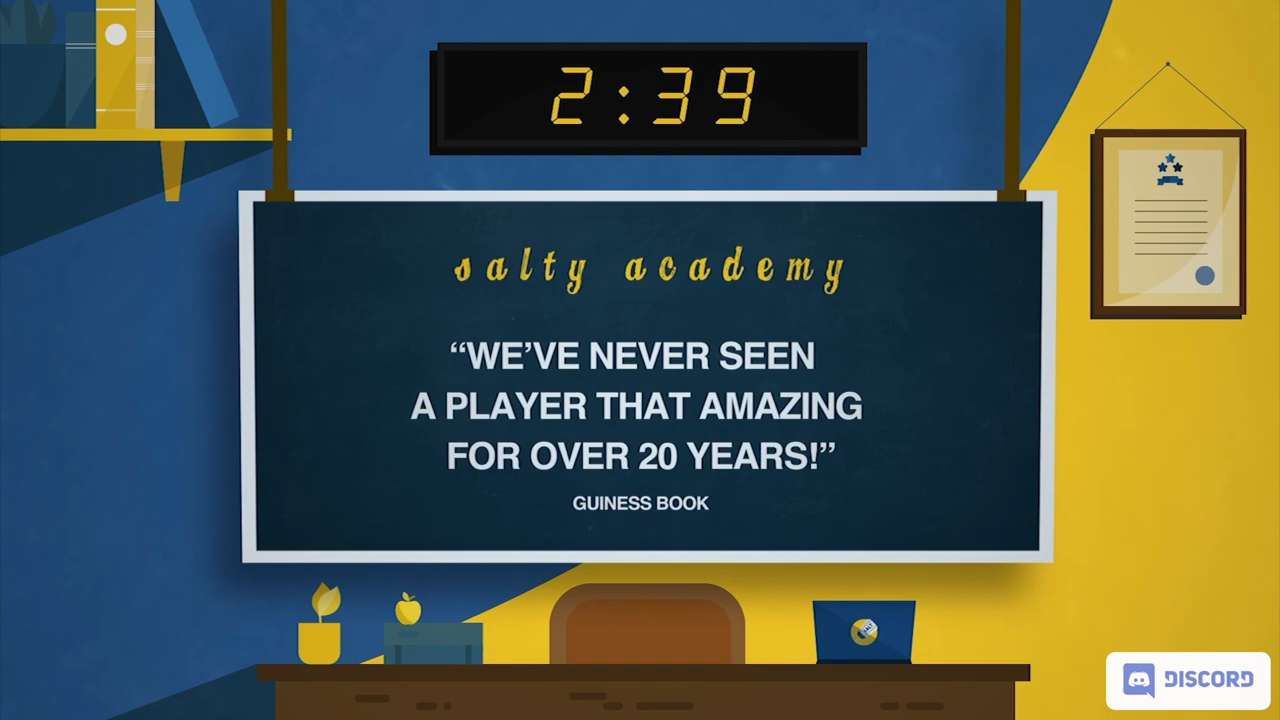 2:39
salty academy
“WE’VE NEVER SEEN
A PLAYER THAT AMAZING
FOR OVER 20 YEARS!”
GUINESS BOOK
DISCORD